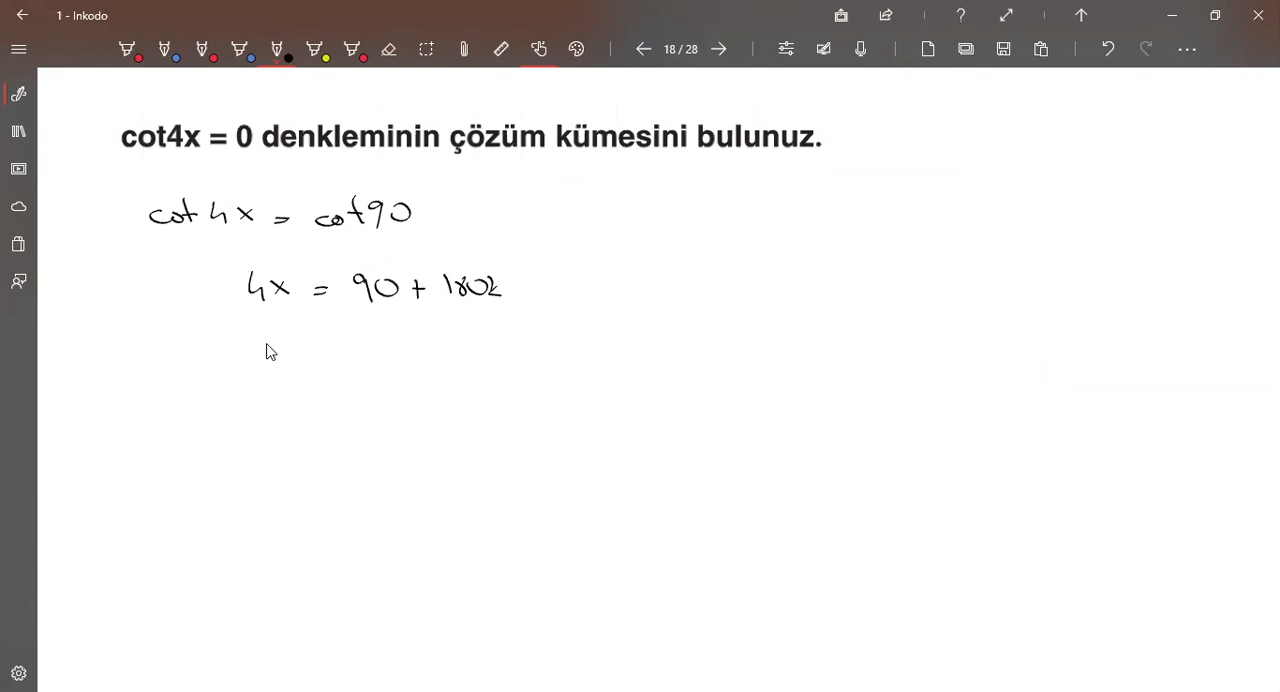 1 - Inkodo
18 / 28
cot4x = 0 denkleminin çözüm kümesini bulunuz.
cot 4x = cot90
4x = 90 + 180k